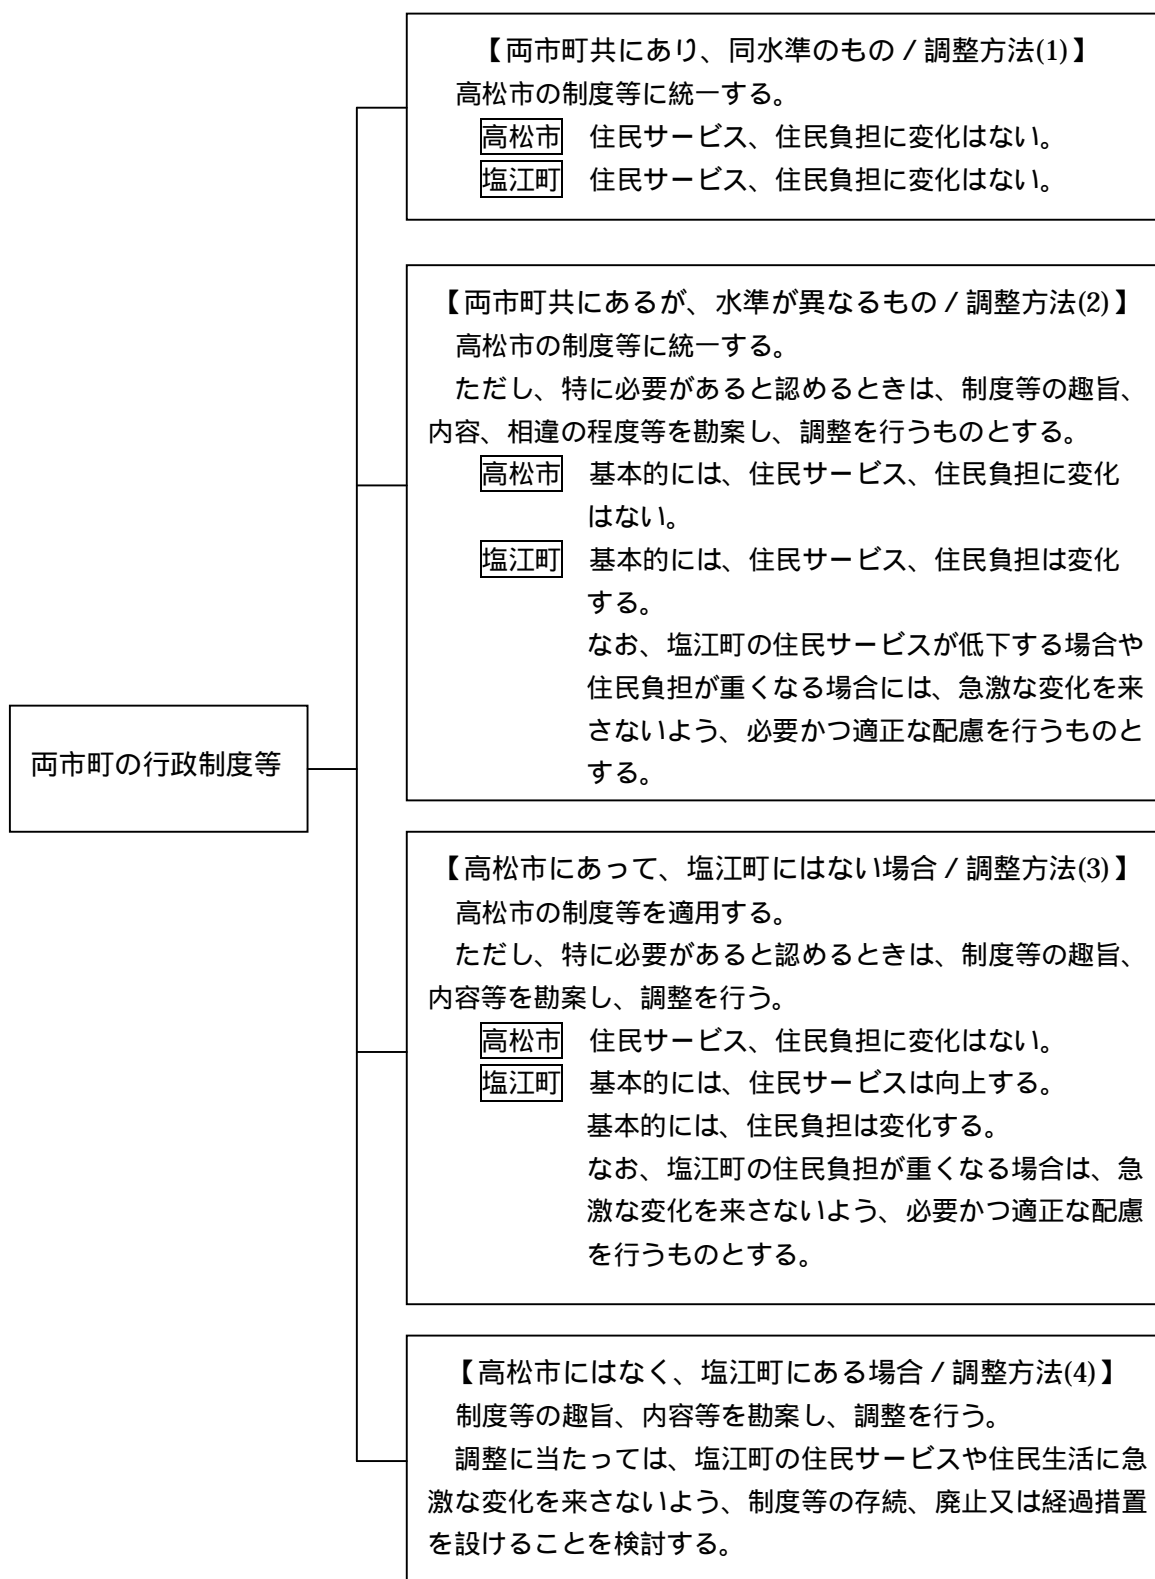 両市町の行政制度等
【両市町共にあり、同水準のもの / 調整方法(1)】
高松市の制度等に統一する。
高松市 住民サービス、住民負担に変化はない。
塩江町 住民サービス、住民負担に変化はない。
【両市町共にあるが、水準が異なるもの / 調整方法(2)】
高松市の制度等に統一する。
ただし、特に必要があると認めるときは、制度等の趣旨、
内容、相違の程度等を勘案し、調整を行うものとする。
高松市 基本的には、住民サービス、住民負担に変化
はない。
塩江町 基本的には、住民サービス、住民負担は変化
する。
なお、塩江町の住民サービスが低下する場合や
住民負担が重くなる場合には、急激な変化を来
さないよう、必要かつ適正な配慮を行うものと
する。
【高松市にあって、塩江町にはない場合 / 調整方法(3)】
高松市の制度等を適用する。
ただし、特に必要があると認めるときは、制度等の趣旨、
内容等を勘案し、調整を行う。
高松市 住民サービス、住民負担に変化はない。
塩江町 基本的には、住民サービスは向上する。
基本的には、住民負担は変化する。
なお、塩江町の住民負担が重くなる場合は、急
激な変化を来さないよう、必要かつ適正な配慮
を行うものとする。
【高松市にはなく、塩江町にある場合 / 調整方法(4)】
制度等の趣旨、内容等を勘案し、調整を行う。
調整に当たっては、塩江町の住民サービスや住民生活に急
激な変化を来さないよう、制度等の存続、廃止又は経過措置
を設けることを検討する。